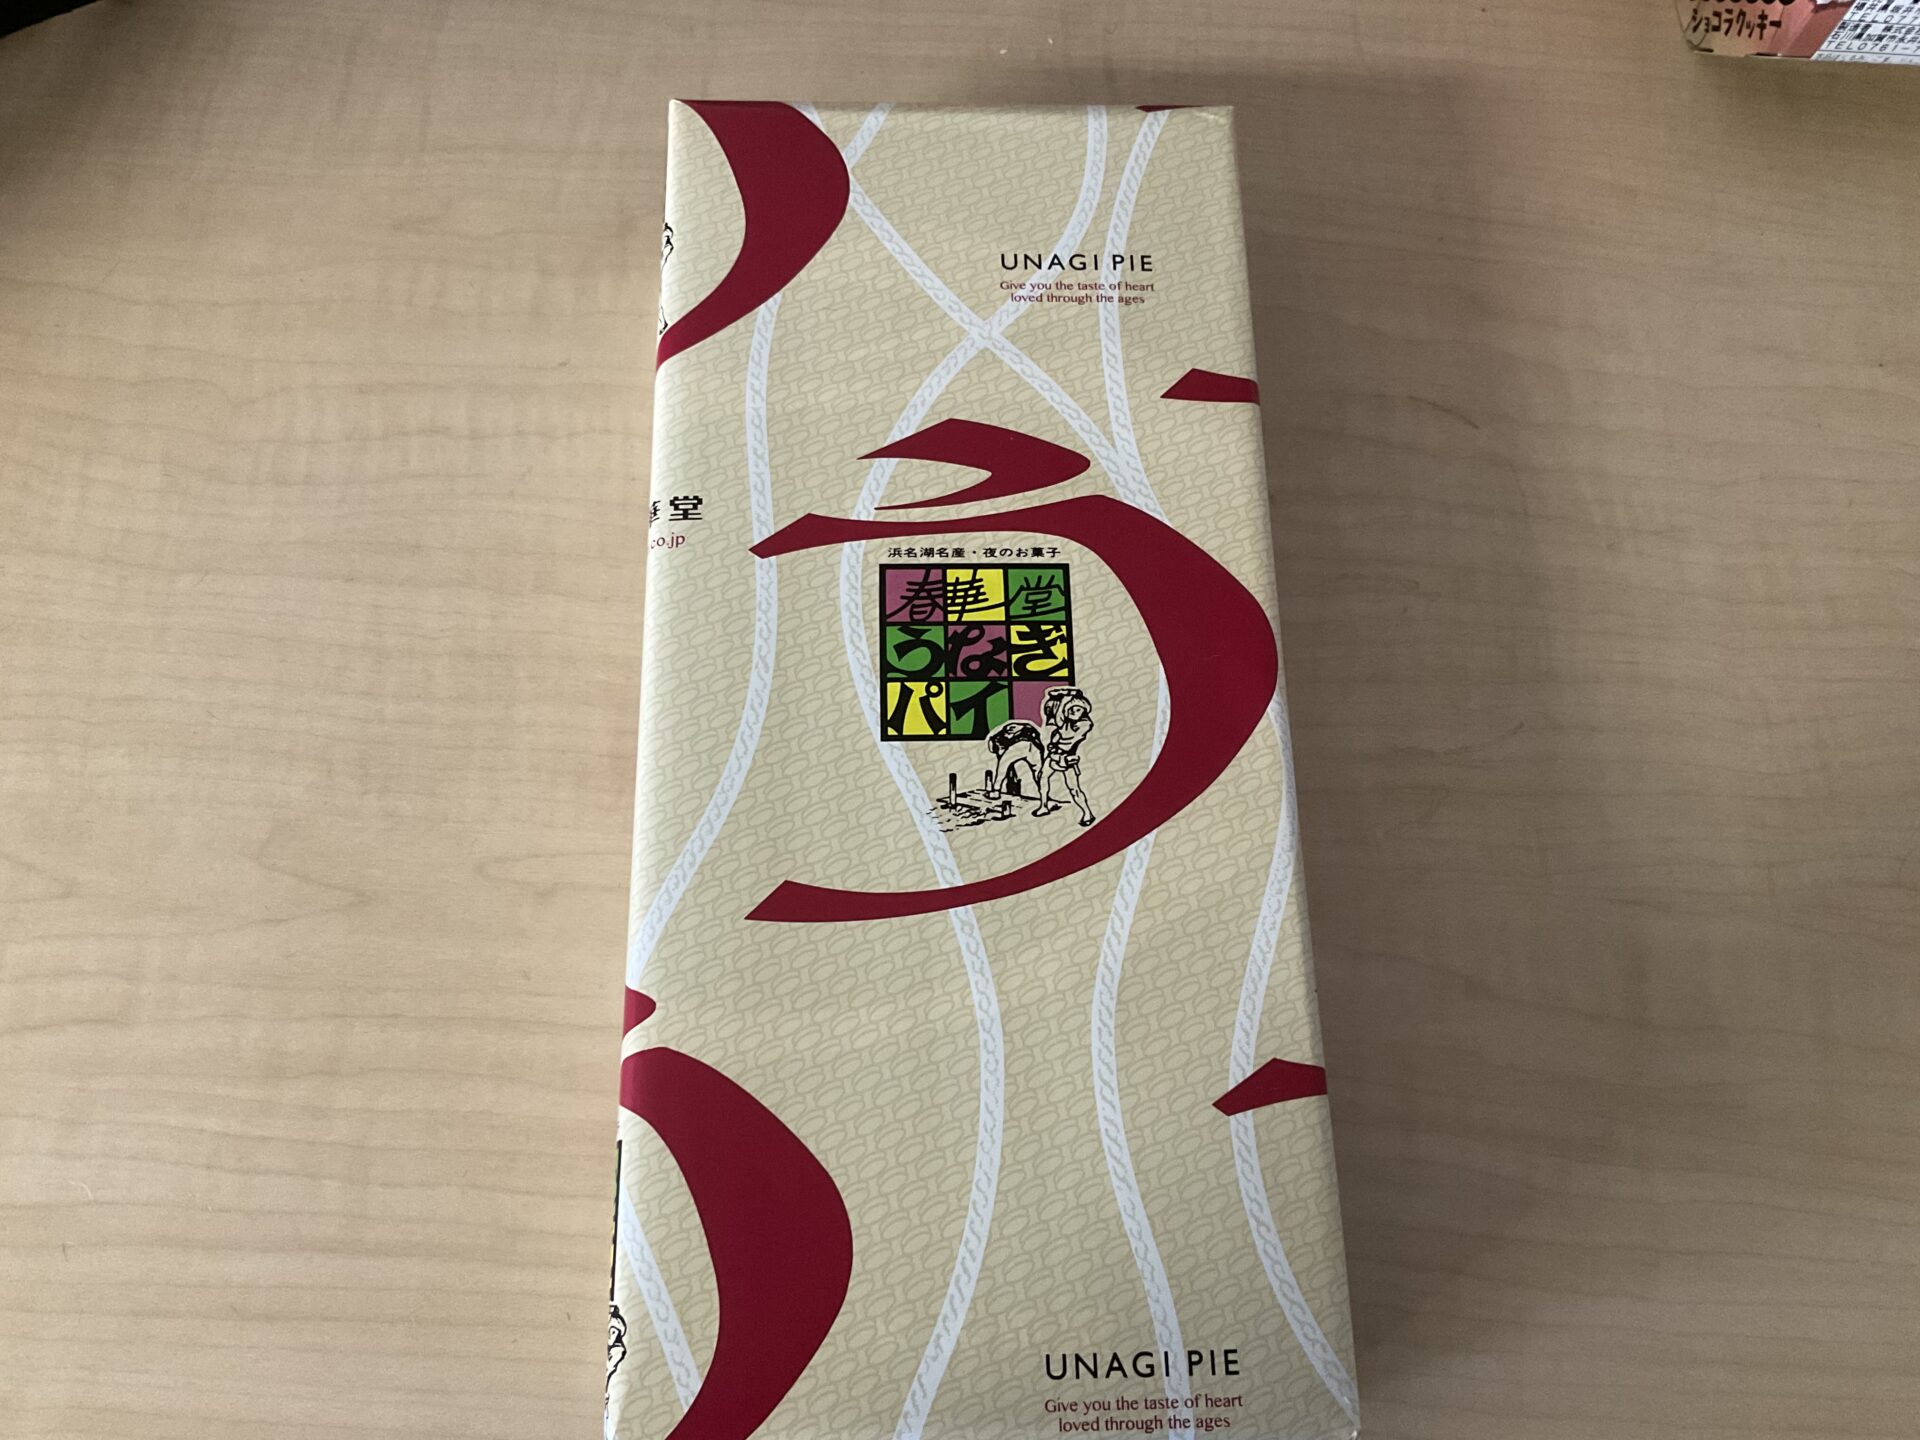 ショコラクッキー
UNAGI PIE
Give you the taste of heart
loved through the ages
華堂
co.jp
う
浜名湖名産・夜のお菓子
春華堂
うなぎ
パイ
UNAGI PIE
Give you the taste of heart
loved through the ages